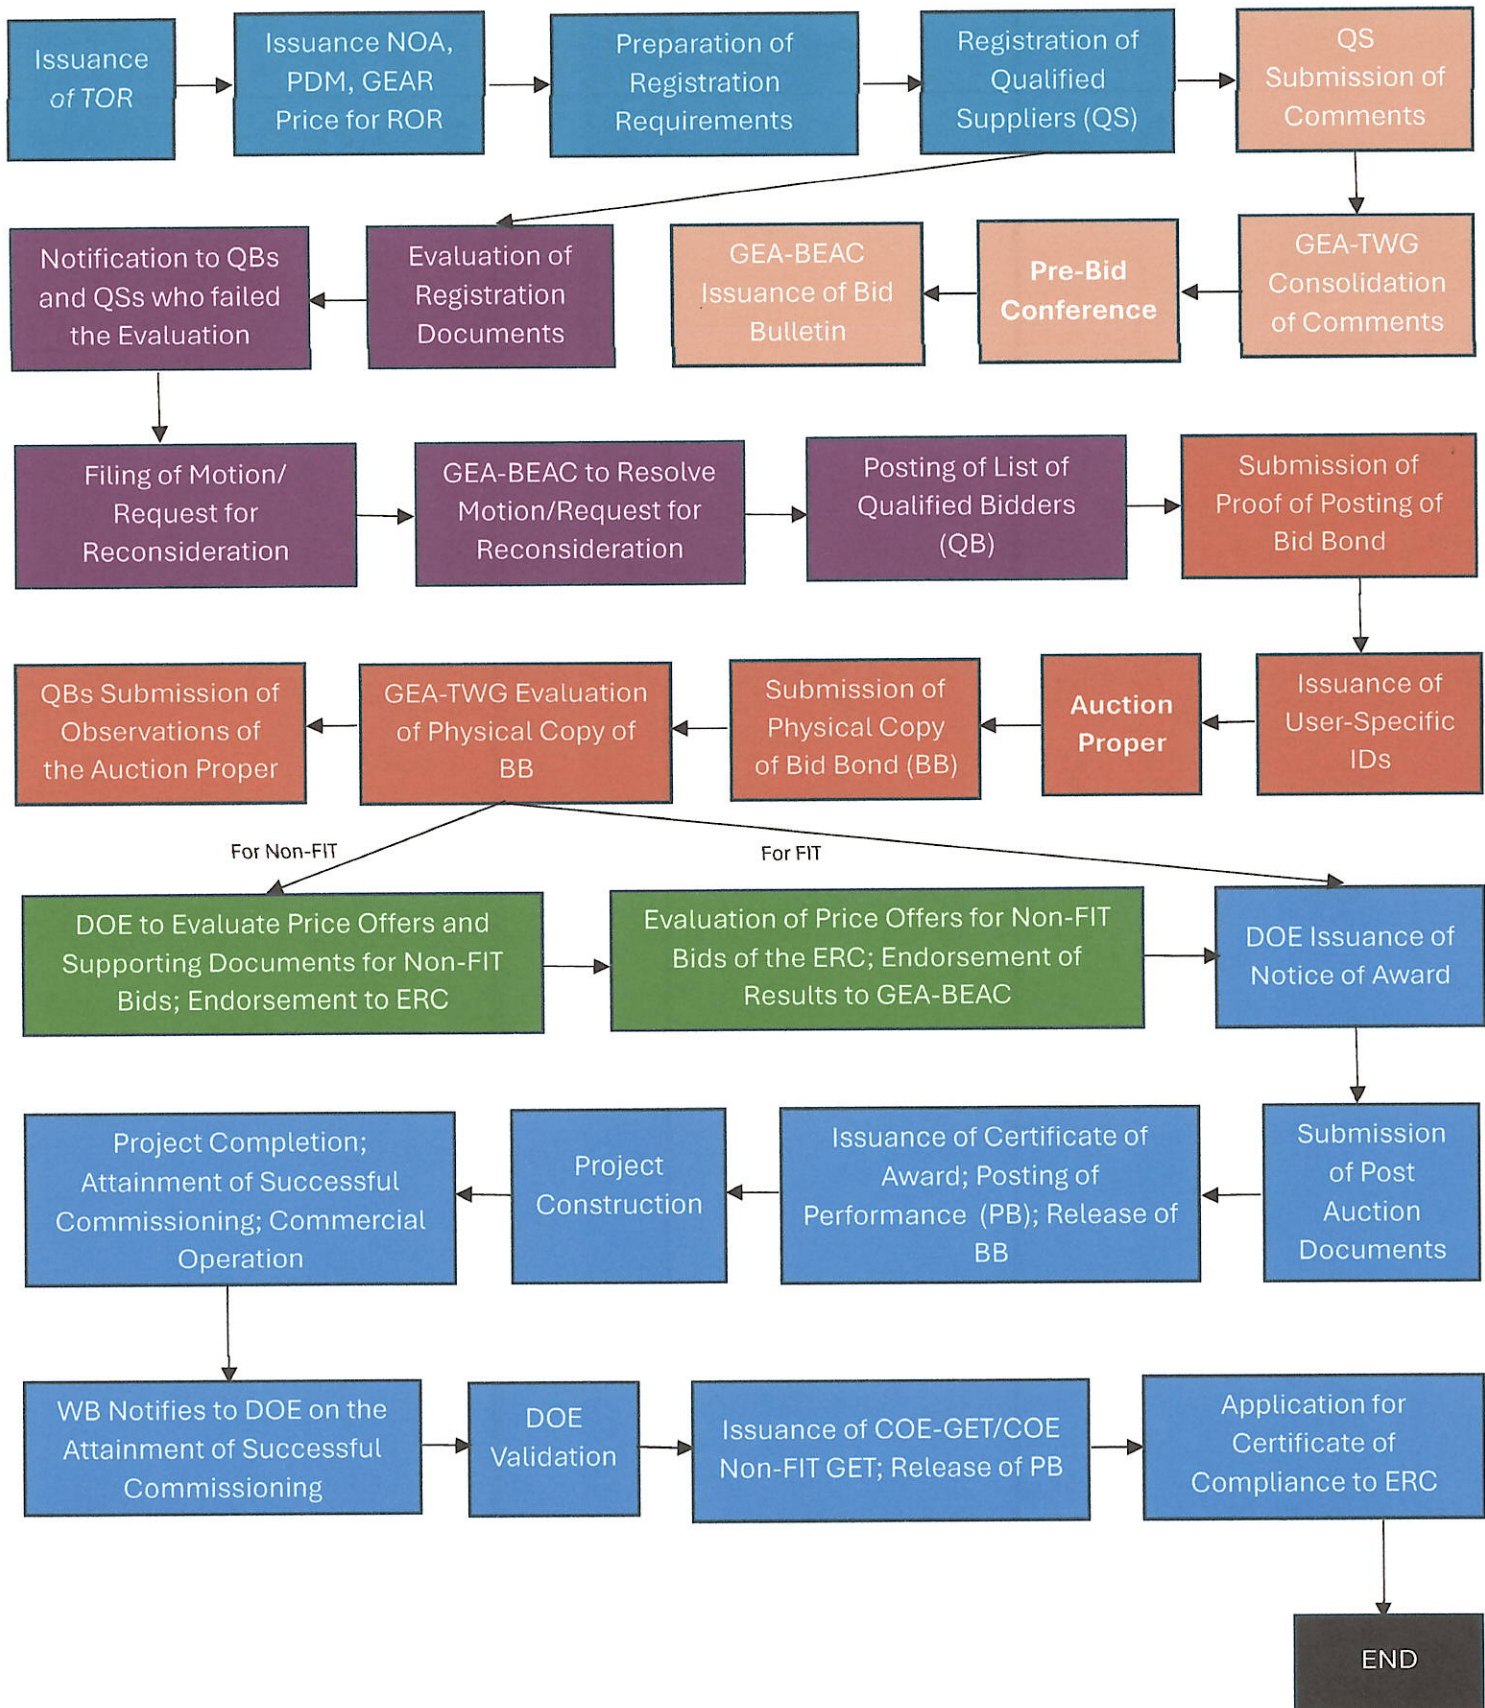 Issuance
of TOR
Issuance NOA,
PDM, GEAR
Price for ROR
Preparation of
Registration
Requirements
Registration of
Qualified
Suppliers (QS)
QS
Submission of
Comments
Notification to QBs
and QSs who failed
the Evaluation
Evaluation of
Registration
Documents
GEA-BEAC
Issuance of Bid
Bulletin
Pre-Bid
Conference
GEA-TWG
Consolidation
of Comments
Filing of Motion/
Request for
Reconsideration
GEA-BEAC to Resolve
Motion/Request for
Reconsideration
Posting of List of
Qualified Bidders
(QB)
Submission of
Proof of Posting of
Bid Bond
QBs Submission of
Observations of
the Auction Proper
GEA-TWG Evaluation
of Physical Copy of
BB
Submission of
Physical Copy
of Bid Bond (BB)
Auction
Proper
Issuance of
User-Specific
IDs
For Non-FIT
For FIT
DOE to Evaluate Price Offers and
Supporting Documents for Non-FIT
Bids; Endorsement to ERC
Evaluation of Price Offers for Non-FIT
Bids of the ERC; Endorsement of
Results to GEA-BEAC
DOE Issuance of
Notice of Award
Project Completion;
Attainment of Successful
Commissioning; Commercial
Operation
Project
Construction
Issuance of Certificate of
Award; Posting of
Performance (PB); Release of
BB
Submission
of Post
Auction
Documents
WB Notifies to DOE on the
Attainment of Successful
Commissioning
DOE
Validation
Issuance of COE-GET/COE
Non-FIT GET; Release of PB
Application for
Certificate of
Compliance to ERC
END